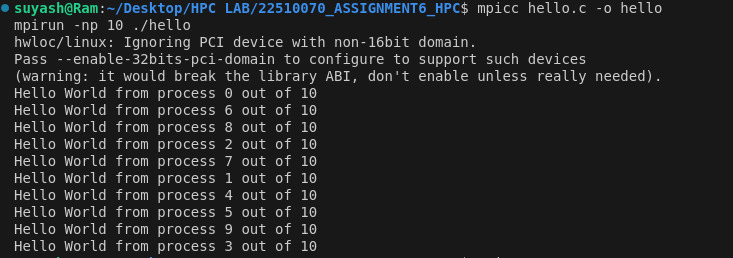 suyash@Ram:~/Desktop/HPC LAB/22510070_ASSIGNMENT6_HPC$ mpicc hello.c -o hello
mpirun -np 10 ./hello
hwloc/linux: Ignoring PCI device with non-16bit domain.
Pass --enable-32bits-pci-domain to configure to support such devices
(warning: it would break the library ABI, don't enable unless really needed).
Hello World from process 0 out of 10
Hello World from process 6 out of 10
Hello World from process 8 out of 10
Hello World from process 2 out of 10
Hello World from process 7 out of 10
Hello World from process 1 out of 10
Hello World from process 4 out of 10
Hello World from process 5 out of 10
Hello World from process 9 out of 10
Hello World from process 3 out of 10